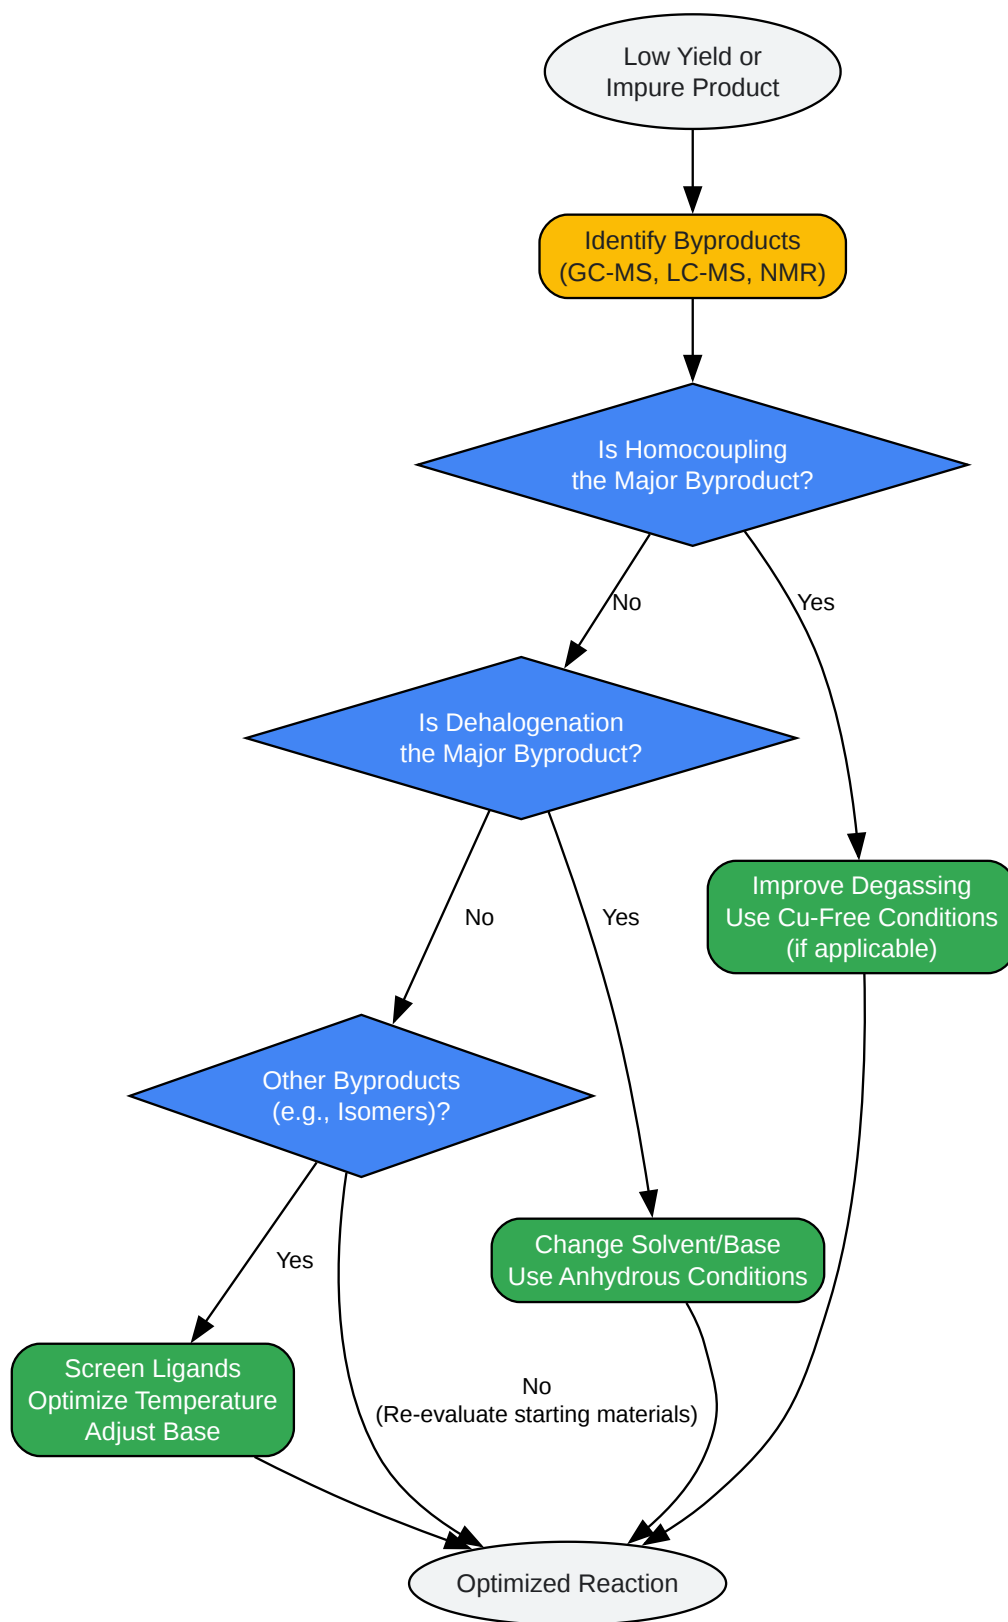 Low Yield or
Impure Product
Identify Byproducts
(GC-MS, LC-MS, NMR)
Is Homocoupling
the Major Byproduct?
No
Yes
Is Dehalogenation
the Major Byproduct?
Improve Degassing
Use Cu-Free Conditions
(if applicable)
No
Yes
Other Byproducts
(e.g., Isomers)?
Change Solvent/Base
Use Anhydrous Conditions
Yes
Screen Ligands
Optimize Temperature
Adjust Base
No
(Re-evaluate starting materials)
Optimized Reaction